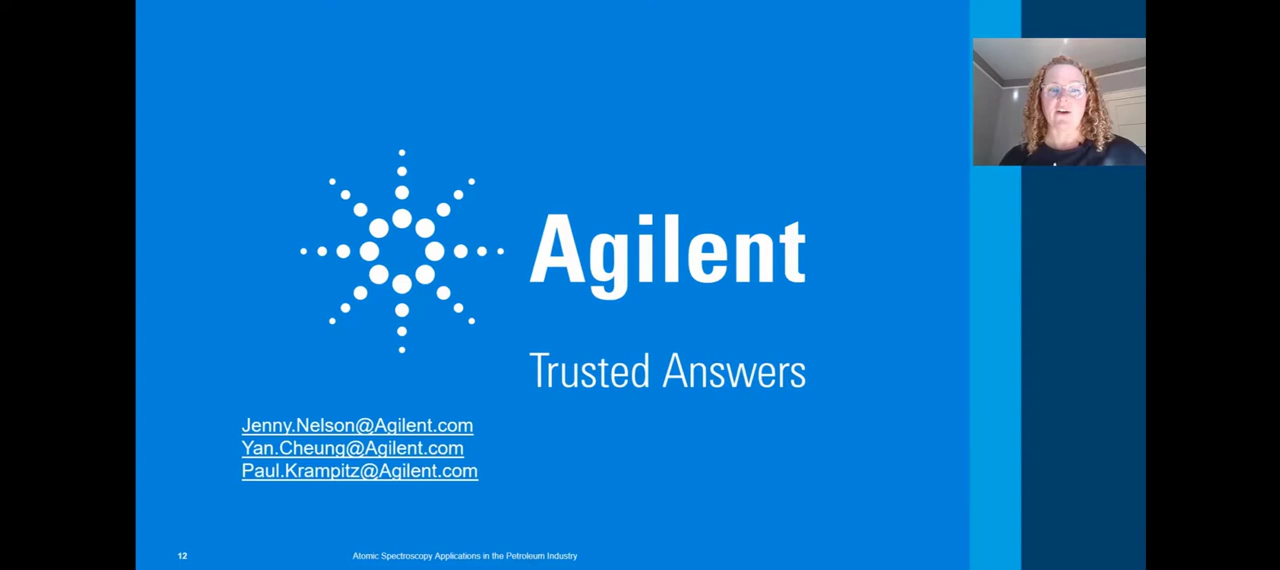 Agilent
Trusted Answers
Jenny.Nelson@Agilent.com
Yan.Cheung@Agilent.com
Paul.Krampitz@Agilent.com
12
Atomic Spectroscopy Applications in the Petroleum Industry